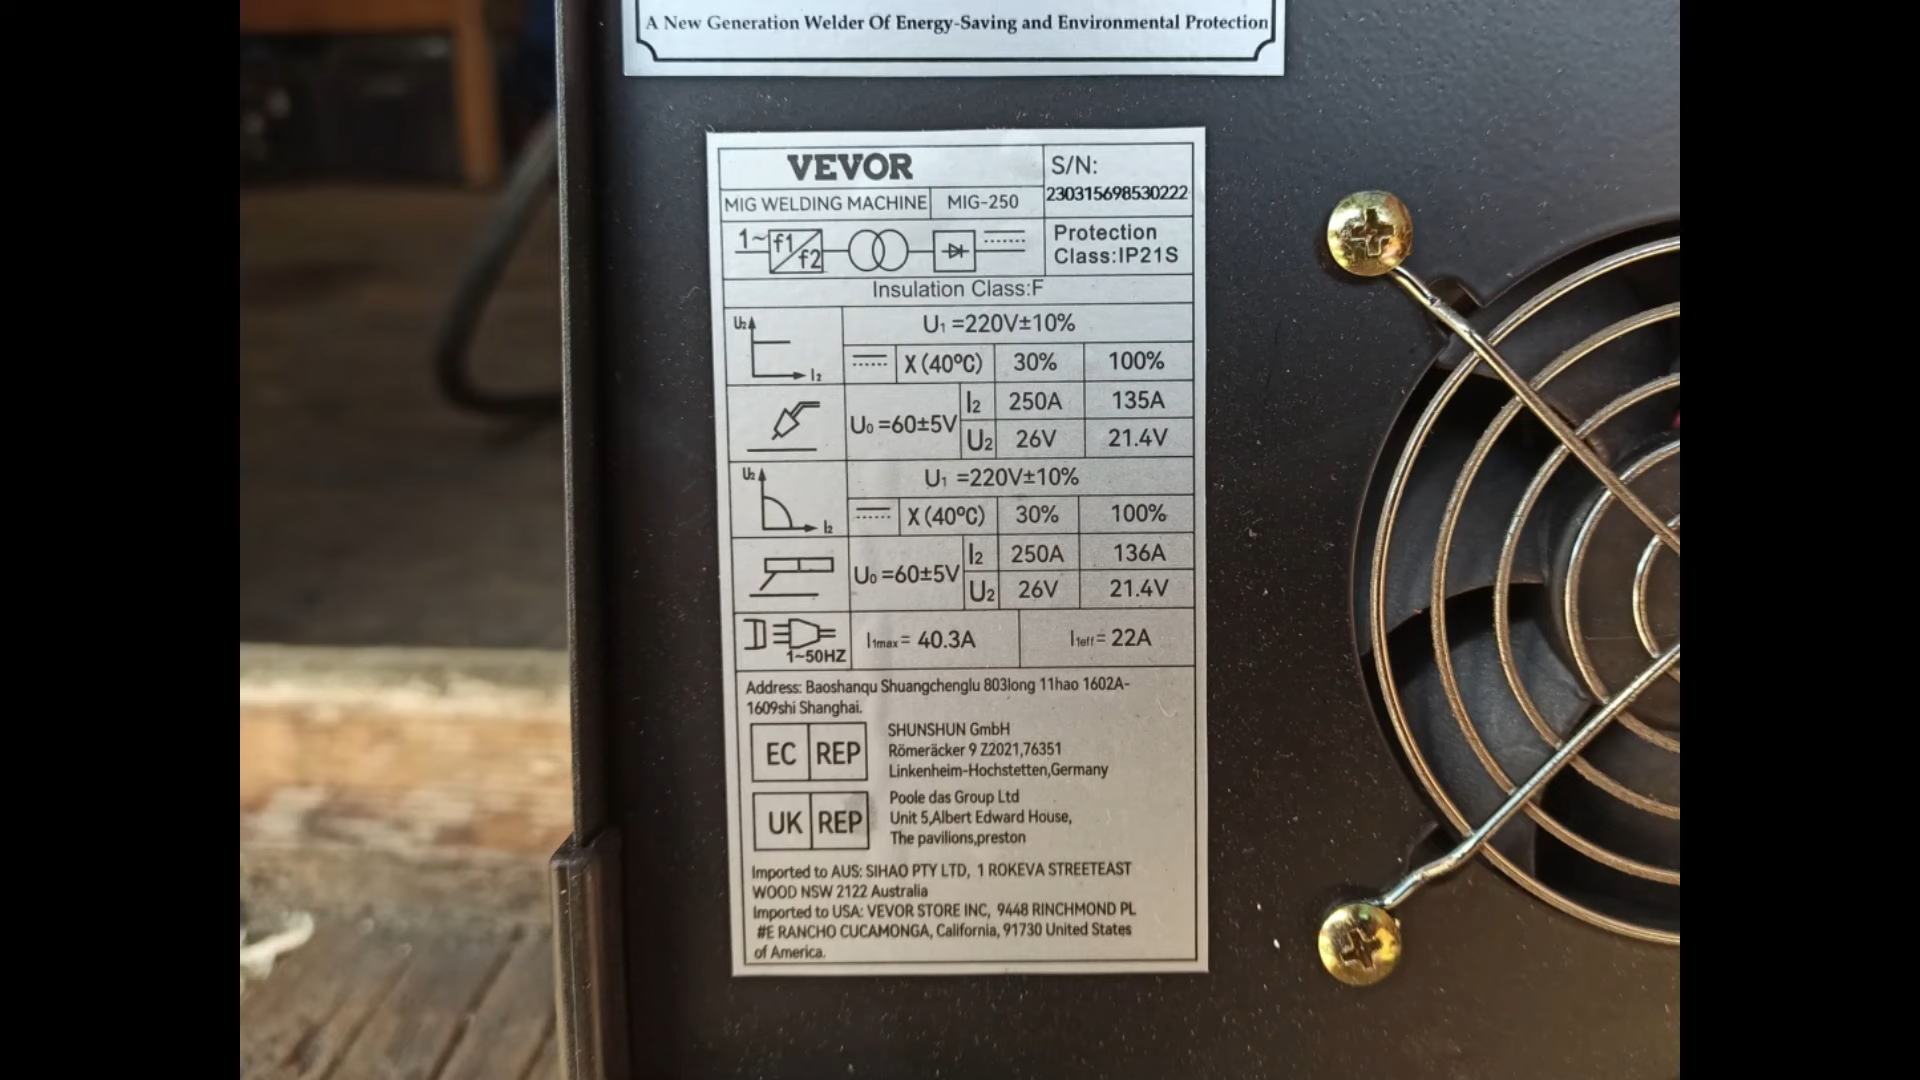 A New Generation Welder Of Energy-Saving and Environmental Protection
VEVOR
S/N:
230315698530222
MIG WELDING MACHINE MIG-250
1~ f1 f2
Protection
Class:IP21S
Insulation Class:F
U₂ I₂
U₁ =220V±10%
X (40ºC) 30% 100%
U₀ =60±5V
I₂ 250A 135A
U₂ 26V 21.4V
U₂ I₂
U₁ =220V±10%
X (40ºC) 30% 100%
U₀ =60±5V
I₂ 250A 136A
U₂ 26V 21.4V
1~50HZ
I1max= 40.3A I1eff= 22A
Address: Baoshanqu Shuangchenglu 803long 11hao 1602A-
1609shi Shanghai.
EC REP
SHUNSHUN GmbH
Römeräcker 9 Z2021,76351
Linkenheim-Hochstetten,Germany
UK REP
Poole das Group Ltd
Unit 5,Albert Edward House,
The pavilions,preston
Imported to AUS: SIHAO PTY LTD, 1 ROKEVA STREETEAST
WOOD NSW 2122 Australia
Imported to USA: VEVOR STORE INC, 9448 RINCHMOND PL
#E RANCHO CUCAMONGA, California, 91730 United States
of America.